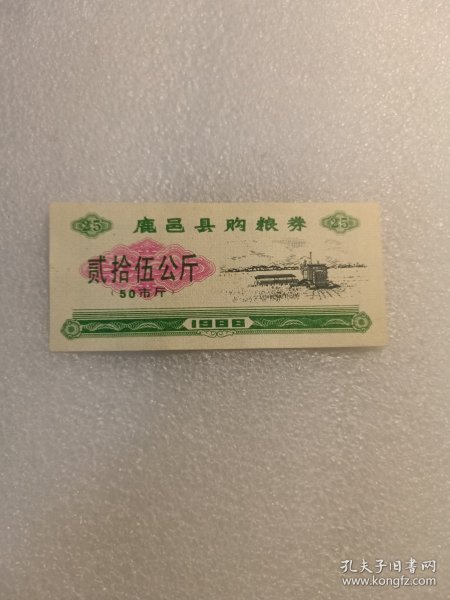 25 鹿邑县购粮券 25
贰拾伍公斤
（50市斤）
1988
孔夫子旧书网
www.kongfz.com